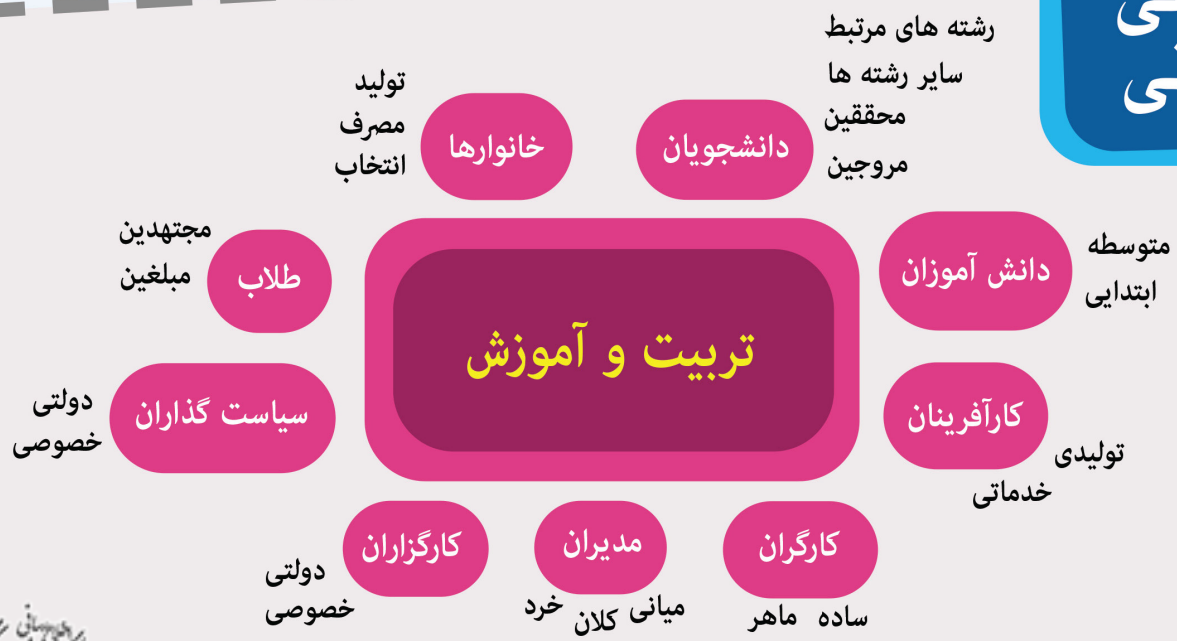 رشته های مرتبط
سایر رشته ها
محققین
مروجین
دانشجویان
تولید
مصرف
انتخاب
خانوارها
متوسطه
ابتدایی
دانش آموزان
مجتهدین
مبلغین
طلاب
تربیت و آموزش
کارآفرینان
تولیدی
خدماتی
سیاست گذاران
دولتی
خصوصی
کارگران
ساده ماهر
مدیران
میانی کلان خرد
کارگزاران
دولتی
خصوصی